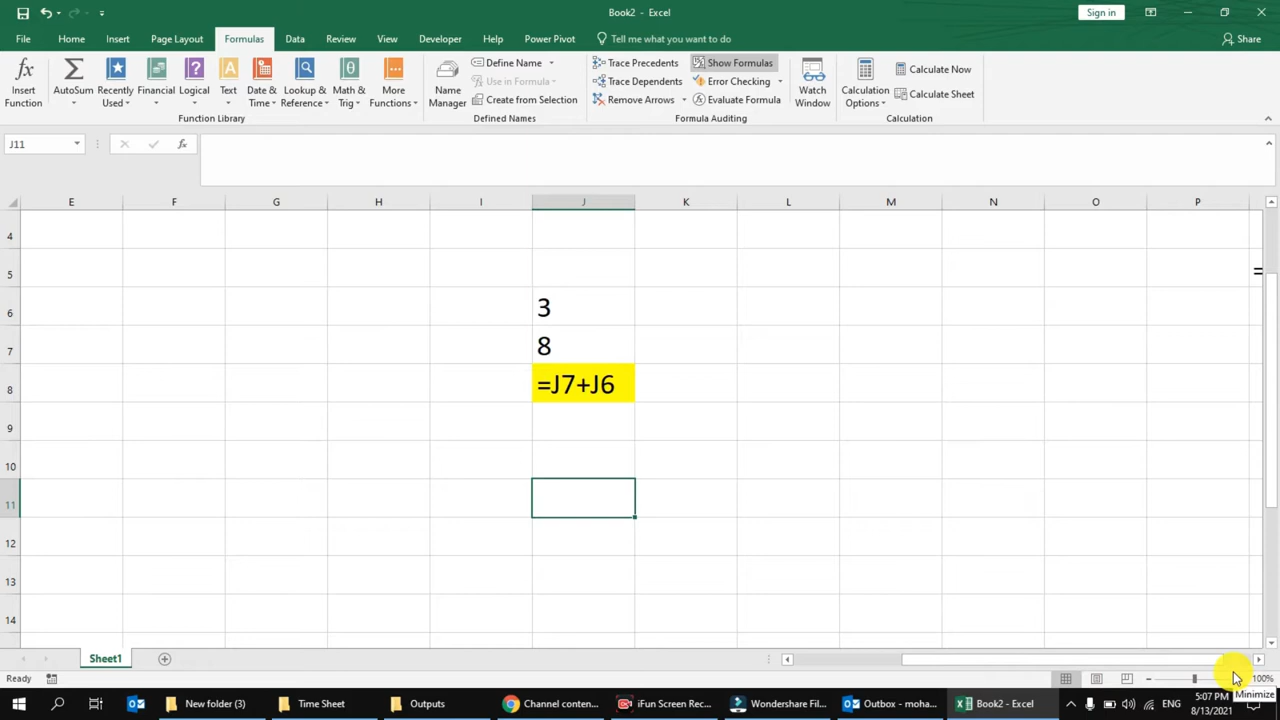 Book2 - Excel
Sign in
File Home Insert Page Layout Formulas Data Review View Developer Help Power Pivot Tell me what you want to do Share
Insert Function
AutoSum
Recently Used
Financial
Logical
Text
Date & Time
Lookup & Reference
Math & Trig
More Functions
Function Library
Name Manager
Define Name
Use in Formula
Create from Selection
Defined Names
Trace Precedents
Trace Dependents
Remove Arrows
Show Formulas
Error Checking
Evaluate Formula
Formula Auditing
Watch Window
Calculation Options
Calculate Now
Calculate Sheet
Calculation
J11 fx
E F G H I J K L M N O P
4
5 =
6 3
7 8
8 =J7+J6
9
10
11
12
13
14
Sheet1
Ready 100%
Minimize
New folder (3) Time Sheet Outputs Chrome conten... iFun Screen Rec... Wondershare Fil... Outbox - moha... Book2 - Excel ENG
5:07 PM
8/13/2021